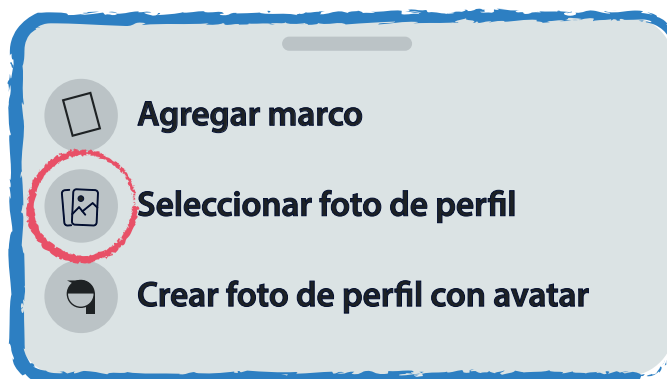 Agregar marco
Seleccionar foto de perfil
Crear foto de perfil con avatar